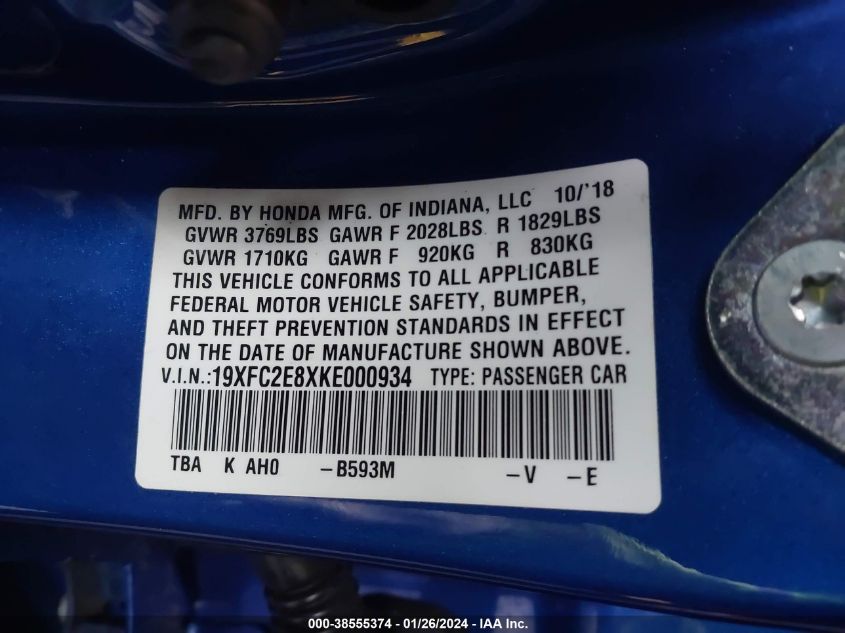 MFD. BY HONDA MFG. OF INDIANA, LLC 10/'18
GVWR 3769LBS GAWR F 2028LBS R 1829LBS
GVWR 1710KG GAWR F 920KG R 830KG
THIS VEHICLE CONFORMS TO ALL APPLICABLE
FEDERAL MOTOR VEHICLE SAFETY, BUMPER,
AND THEFT PREVENTION STANDARDS IN EFFECT
ON THE DATE OF MANUFACTURE SHOWN ABOVE.
V.I.N.:19XFC2E8XKE000934 TYPE: PASSENGER CAR
TBA K AH0 -B593M -V -E
000-38555374 - 01/26/2024 - IAA Inc.